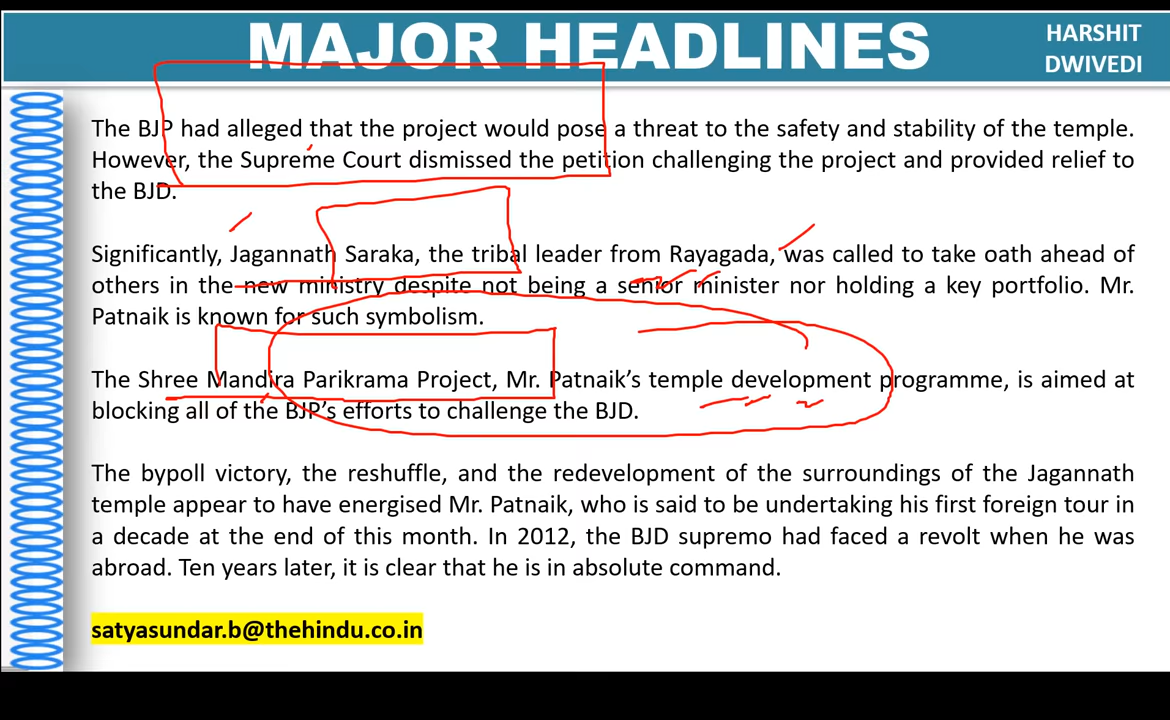 MAJOR HEADLINES
HARSHIT
DWIVEDI
The BJP had alleged that the project would pose a threat to the safety and stability of the temple.
However, the Supreme Court dismissed the petition challenging the project and provided relief to
the BJD.
Significantly, Jagannath Saraka, the tribal leader from Rayagada, was called to take oath ahead of
others in the new ministry despite not being a senior minister nor holding a key portfolio. Mr.
Patnaik is known for such symbolism.
The Shree Mandira Parikrama Project, Mr. Patnaik’s temple development programme, is aimed at
blocking all of the BJP’s efforts to challenge the BJD.
The bypoll victory, the reshuffle, and the redevelopment of the surroundings of the Jagannath
temple appear to have energised Mr. Patnaik, who is said to be undertaking his first foreign tour in
a decade at the end of this month. In 2012, the BJD supremo had faced a revolt when he was
abroad. Ten years later, it is clear that he is in absolute command.
satyasundar.b@thehindu.co.in